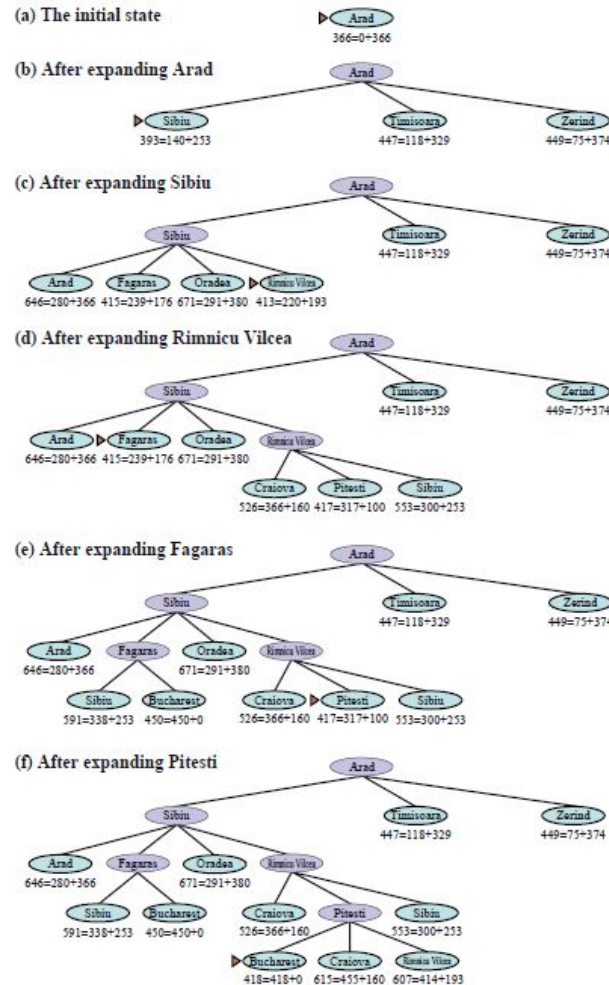 (a) The initial state
Arad
366=0+366
(b) After expanding Arad
Arad
Sibiu Timisoara Zerind
393=140+253 447=118+329 449=75+374
(c) After expanding Sibiu
Arad
Sibiu Timisoara Zerind
447=118+329 449=75+374
Arad Fagaras Oradea Rimnicu Vilcea
646=280+366 415=239+176 671=291+380 413=220+193
(d) After expanding Rimnicu Vilcea
Arad
Sibiu Timisoara Zerind
447=118+329 449=75+374
Arad Fagaras Oradea Rimnicu Vilcea
646=280+366 415=239+176 671=291+380
Craiova Pitesti Sibiu
526=366+160 417=317+100 553=300+253
(e) After expanding Fagaras
Arad
Sibiu Timisoara Zerind
447=118+329 449=75+374
Arad Fagaras Oradea Rimnicu Vilcea
646=280+366 671=291+380
Sibiu Bucharest Craiova Pitesti Sibiu
591=338+253 450=450+0 526=366+160 417=317+100 553=300+253
(f) After expanding Pitesti
Arad
Sibiu Timisoara Zerind
447=118+329 449=75+374
Arad Fagaras Oradea Rimnicu Vilcea
646=280+366 671=291+380
Sibiu Bucharest Craiova Pitesti Sibiu
591=338+253 450=450+0 526=366+160 553=300+253
Bucharest Craiova Rimnicu Vilcea
418=418+0 615=455+160 607=414+193